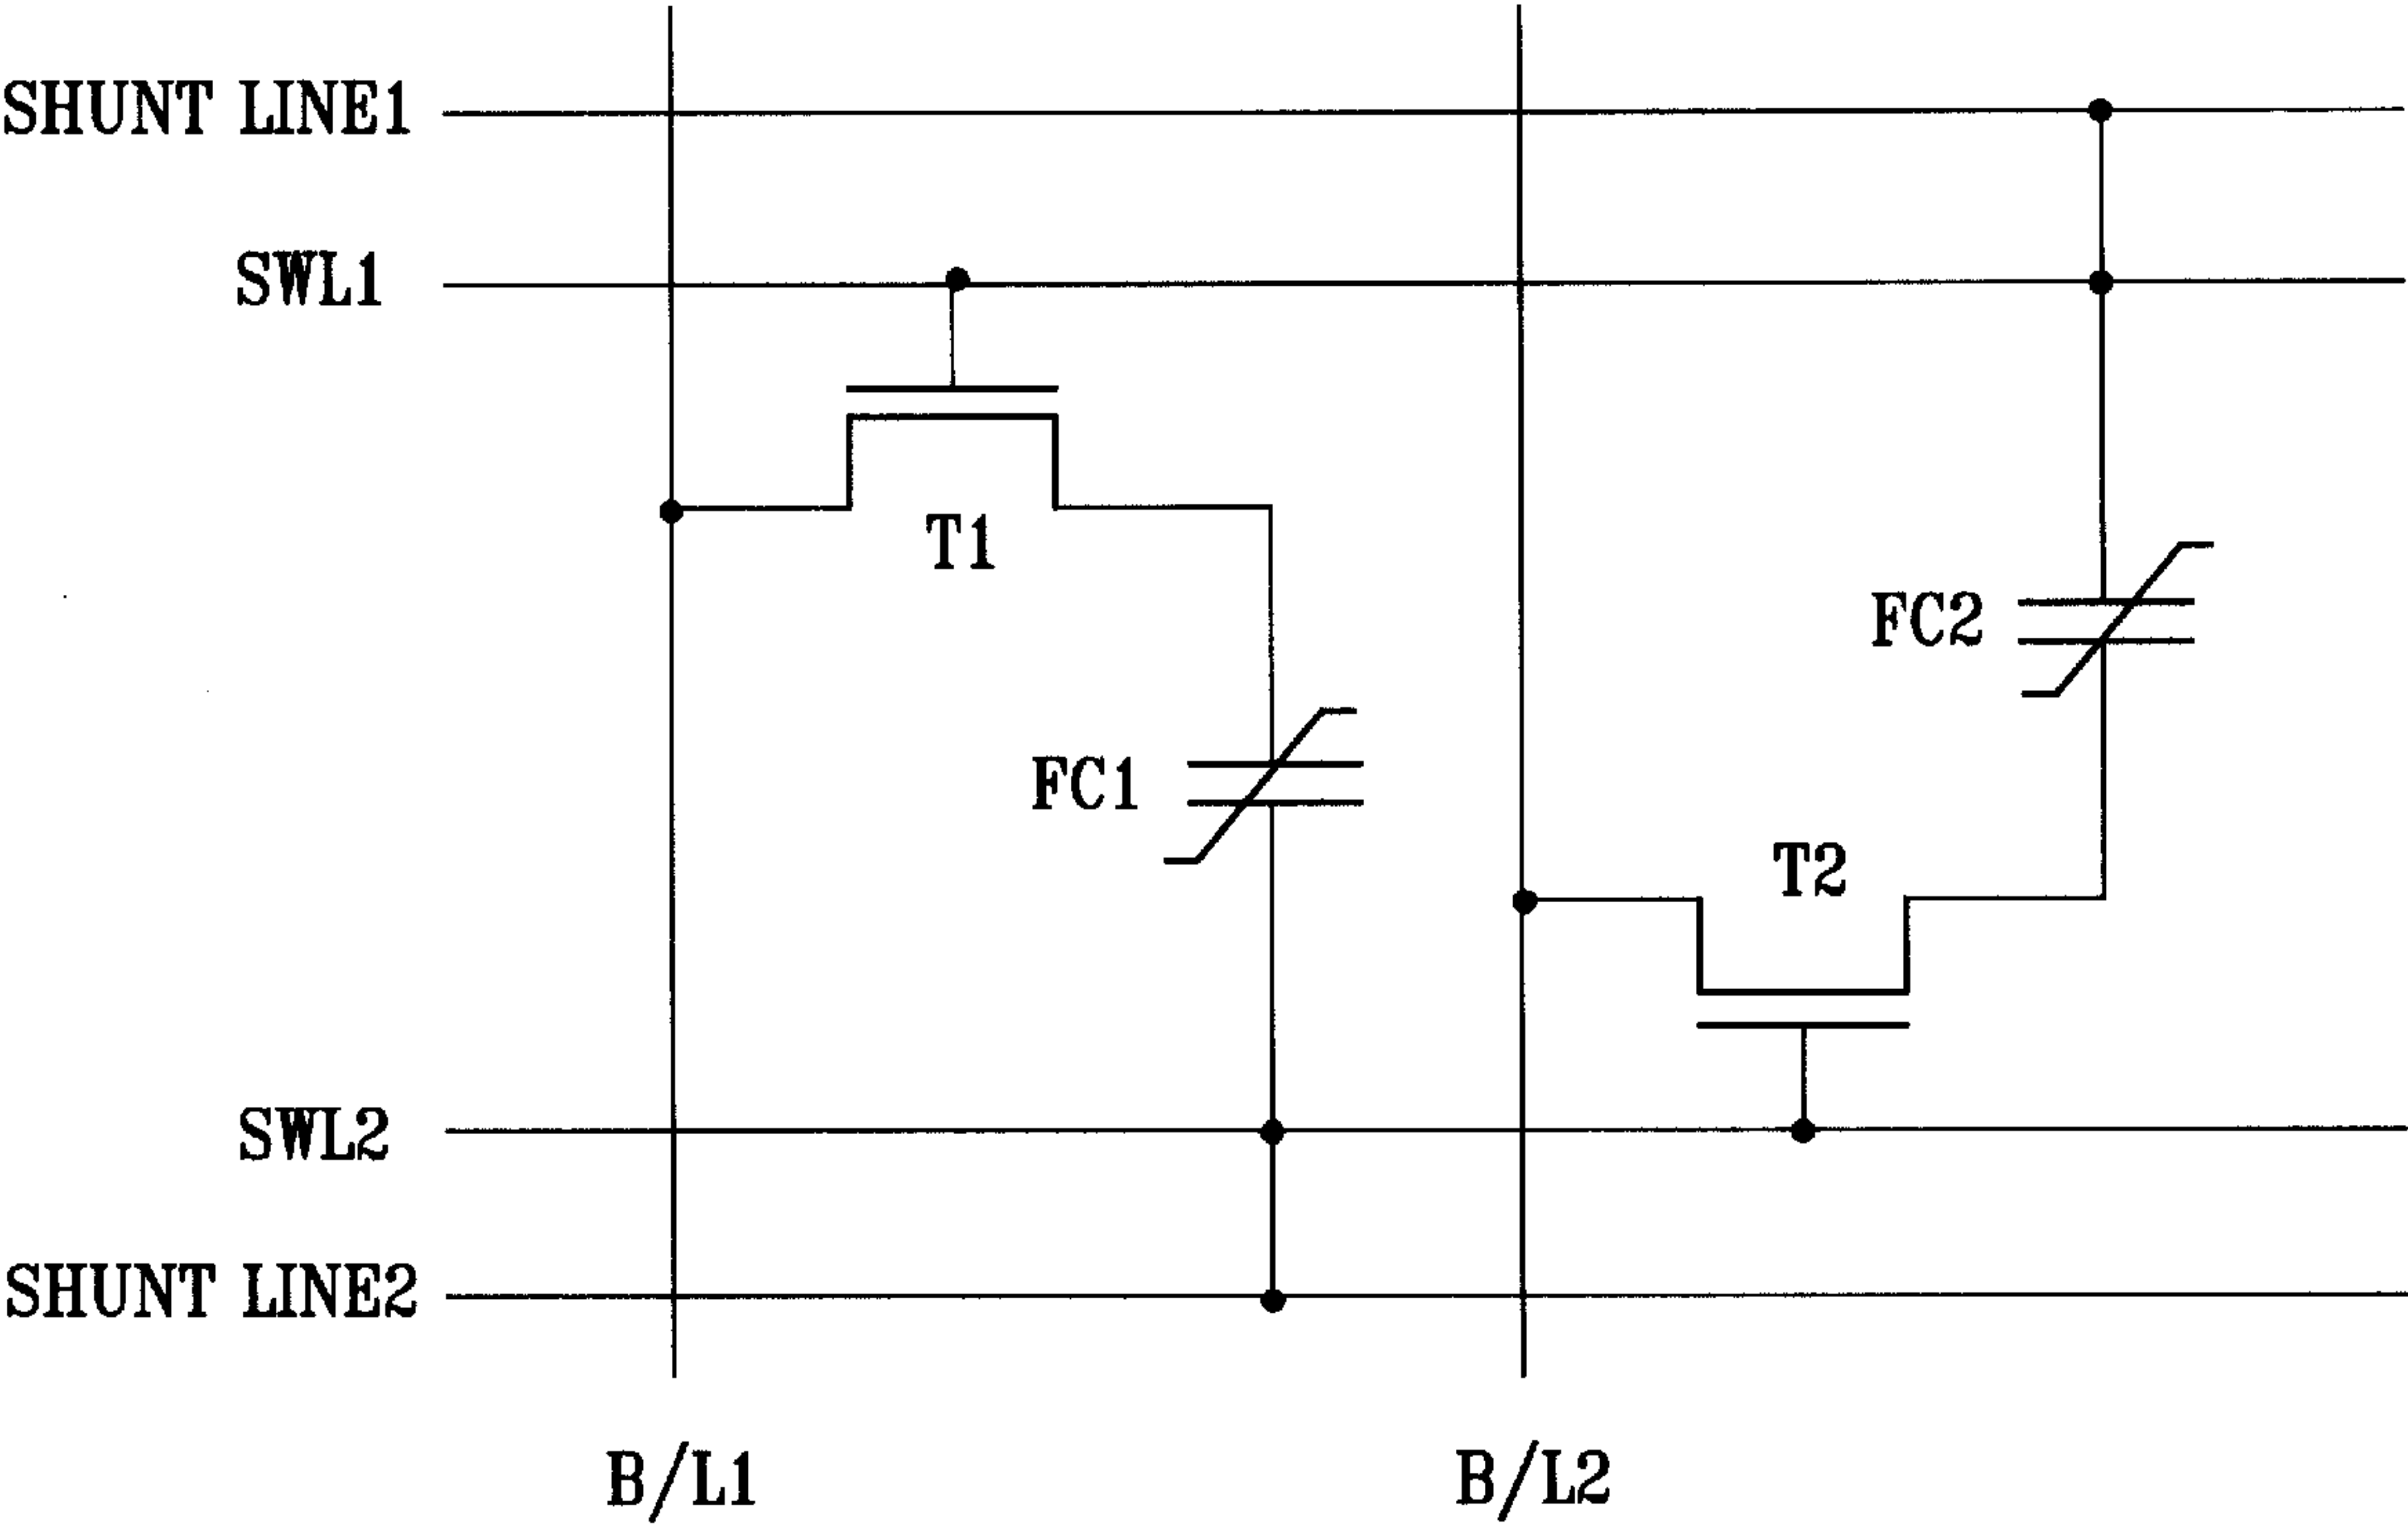 SHUNT LINE1
SWL1
T1
FC2
FC1
T2
SWL2
SHUNT LINE2
B/L1
B/L2